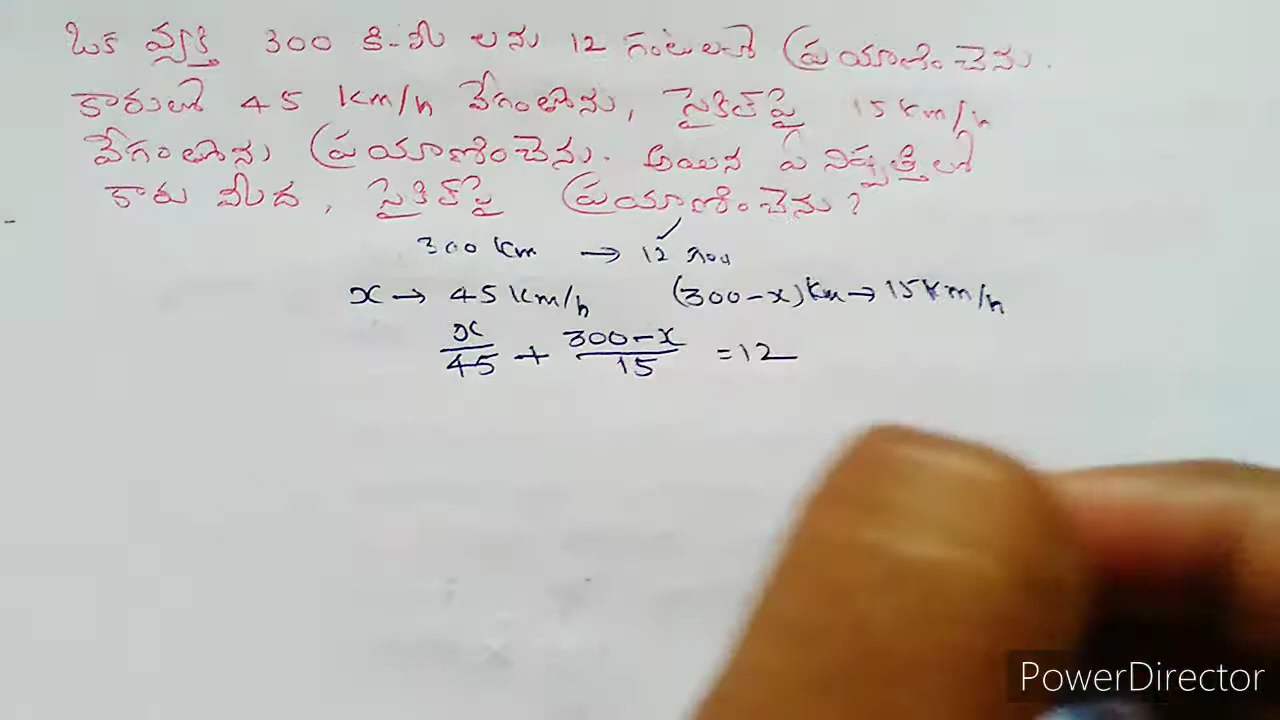 ఒక వ్యక్తి 300 కి-మీ లను 12 గంటలలో ప్రయాణించెను.
కారులో 45 Km/h వేగంతోను, సైకిల్‌పై 15 Km/h
వేగంతోను ప్రయాణించెను. అయిన ఏ నిష్పత్తిలో
కారు మీద, సైకిల్‌పై ప్రయాణించెను?
300 Km → 12 గం౹౹
x → 45 Km/h (300-x) Km → 15 Km/h
x/45 + 300-x/15 = 12
PowerDirector